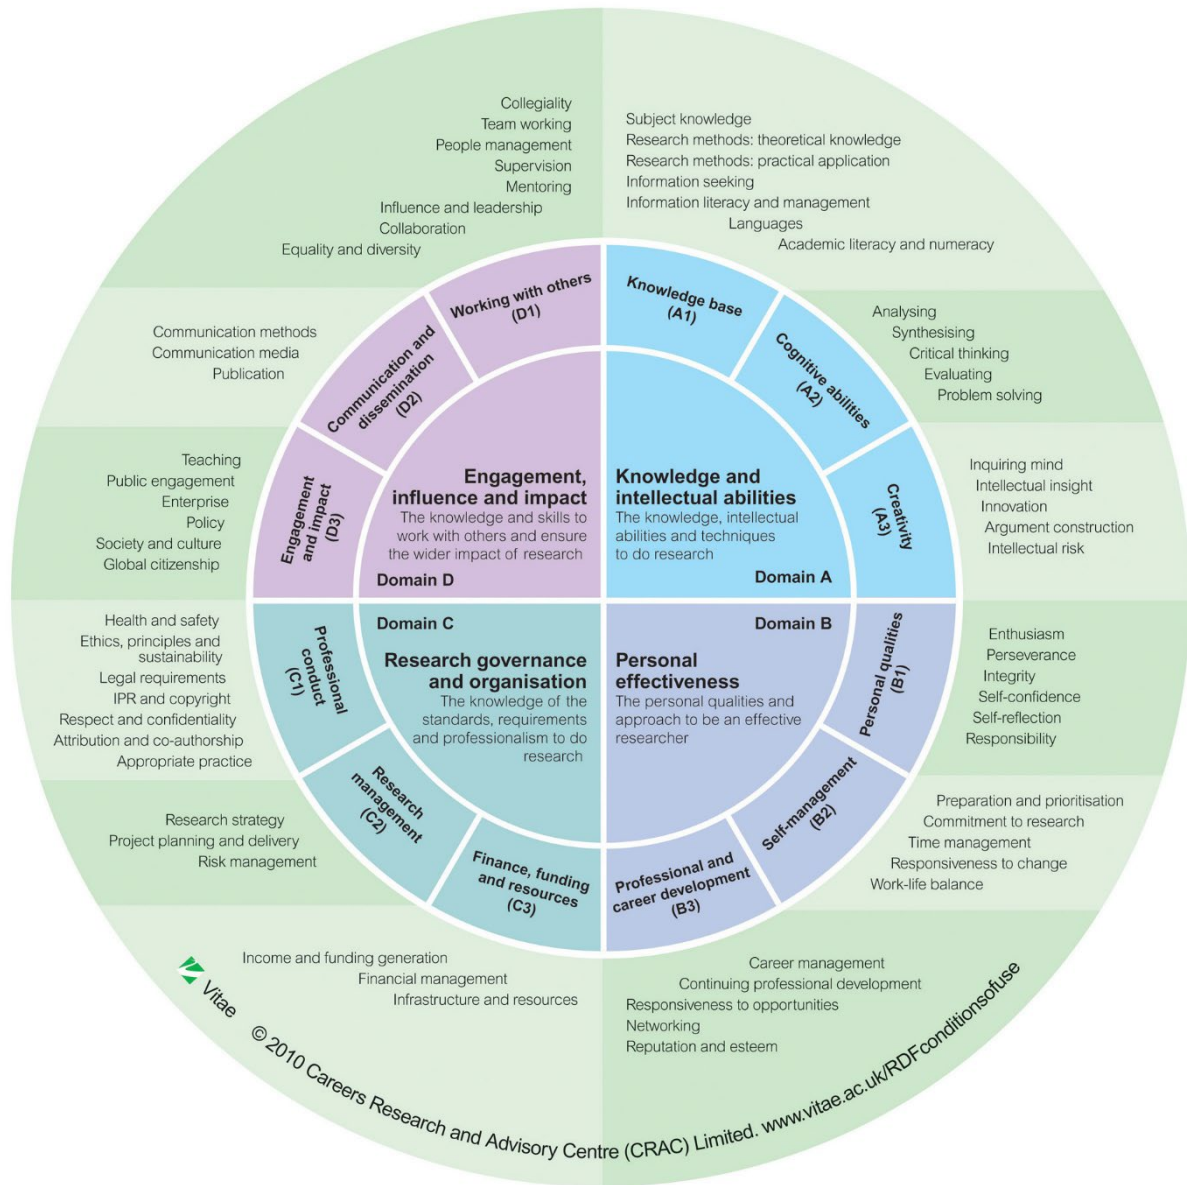 Collegiality
Team working
People management
Supervision
Mentoring
Influence and leadership
Collaboration
Equality and diversity
Subject knowledge
Research methods: theoretical knowledge
Research methods: practical application
Information seeking
Information literacy and management
Languages
Academic literacy and numeracy
Working with others
(D1)
Knowledge base
(A1)
Communication methods
Communication media
Publication
Communication and
dissemination
(D2)
Cognitive abilities
(A2)
Analysing
Synthesising
Critical thinking
Evaluating
Problem solving
Teaching
Public engagement
Enterprise
Policy
Society and culture
Global citizenship
Engagement
and impact
(D3)
Engagement,
influence and impact
The knowledge and skills to
work with others and ensure
the wider impact of research
Domain D
Knowledge and
intellectual abilities
The knowledge, intellectual
abilities and techniques
to do research
Domain A
Creativity
(A3)
Inquiring mind
Intellectual insight
Innovation
Argument construction
Intellectual risk
Health and safety
Ethics, principles and
sustainability
Legal requirements
IPR and copyright
Respect and confidentiality
Attribution and co-authorship
Appropriate practice
Professional
conduct
(C1)
Domain C
Research governance
and organisation
The knowledge of the
standards, requirements
and professionalism to do
research
Domain B
Personal
effectiveness
The personal qualities and
approach to be an effective
researcher
Personal qualities
(B1)
Enthusiasm
Perseverance
Integrity
Self-confidence
Self-reflection
Responsibility
Research strategy
Project planning and delivery
Risk management
Research
management
(C2)
Self-management
(B2)
Preparation and prioritisation
Commitment to research
Time management
Responsiveness to change
Work-life balance
Finance, funding
and resources
(C3)
Professional and
career development
(B3)
Income and funding generation
Financial management
Infrastructure and resources
Career management
Continuing professional development
Responsiveness to opportunities
Networking
Reputation and esteem
Vitae © 2010 Careers Research and Advisory Centre (CRAC) Limited. www.vitae.ac.uk/RDFconditionsofuse